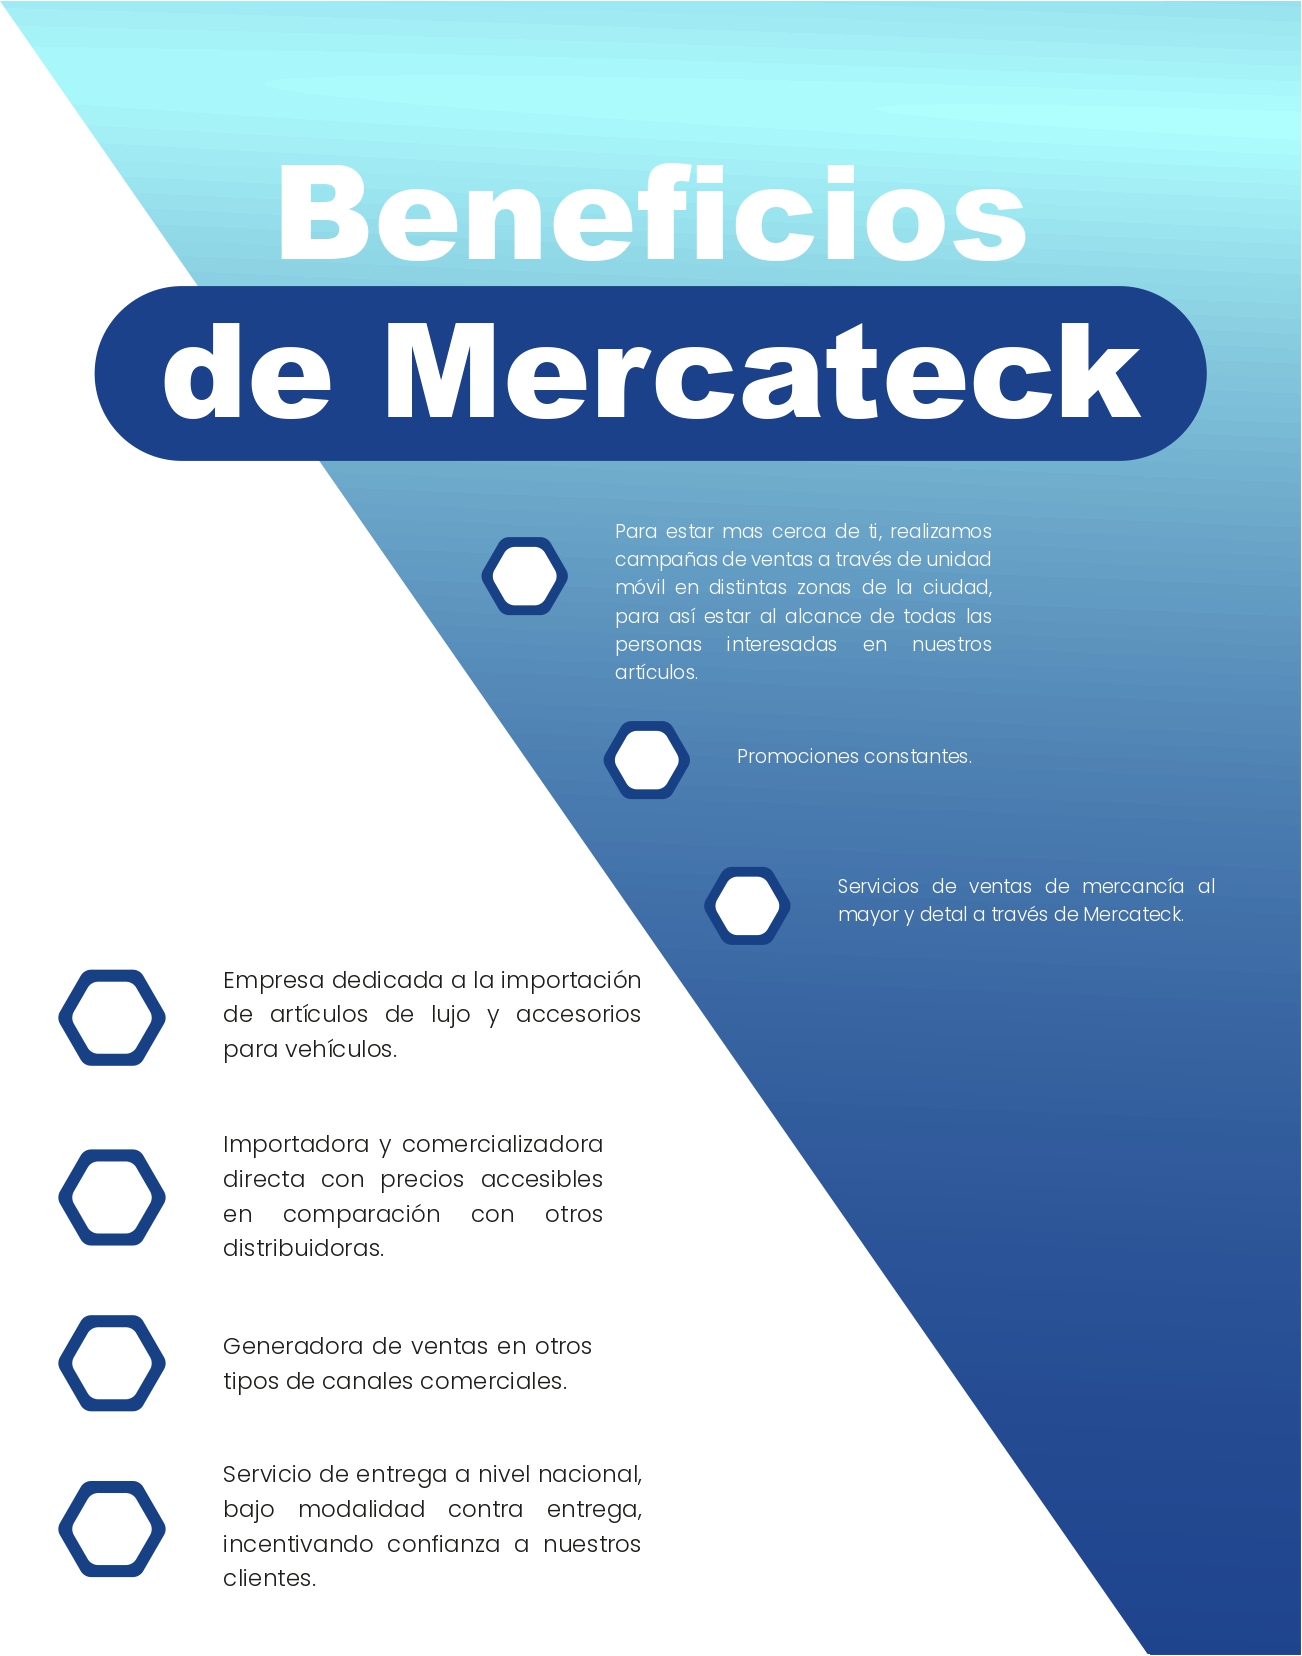 Beneficios
de Mercateck
Para estar mas cerca de ti, realizamos
campañas de ventas a través de unidad
móvil en distintas zonas de la ciudad,
para así estar al alcance de todas las
personas interesadas en nuestros
artículos.
Promociones constantes.
Servicios de ventas de mercancía al
mayor y detal a través de Mercateck.
Empresa dedicada a la importación
de artículos de lujo y accesorios
para vehículos.
Importadora y comercializadora
directa con precios accesibles
en comparación con otros
distribuidoras.
Generadora de ventas en otros
tipos de canales comerciales.
Servicio de entrega a nivel nacional,
bajo modalidad contra entrega,
incentivando confianza a nuestros
clientes.